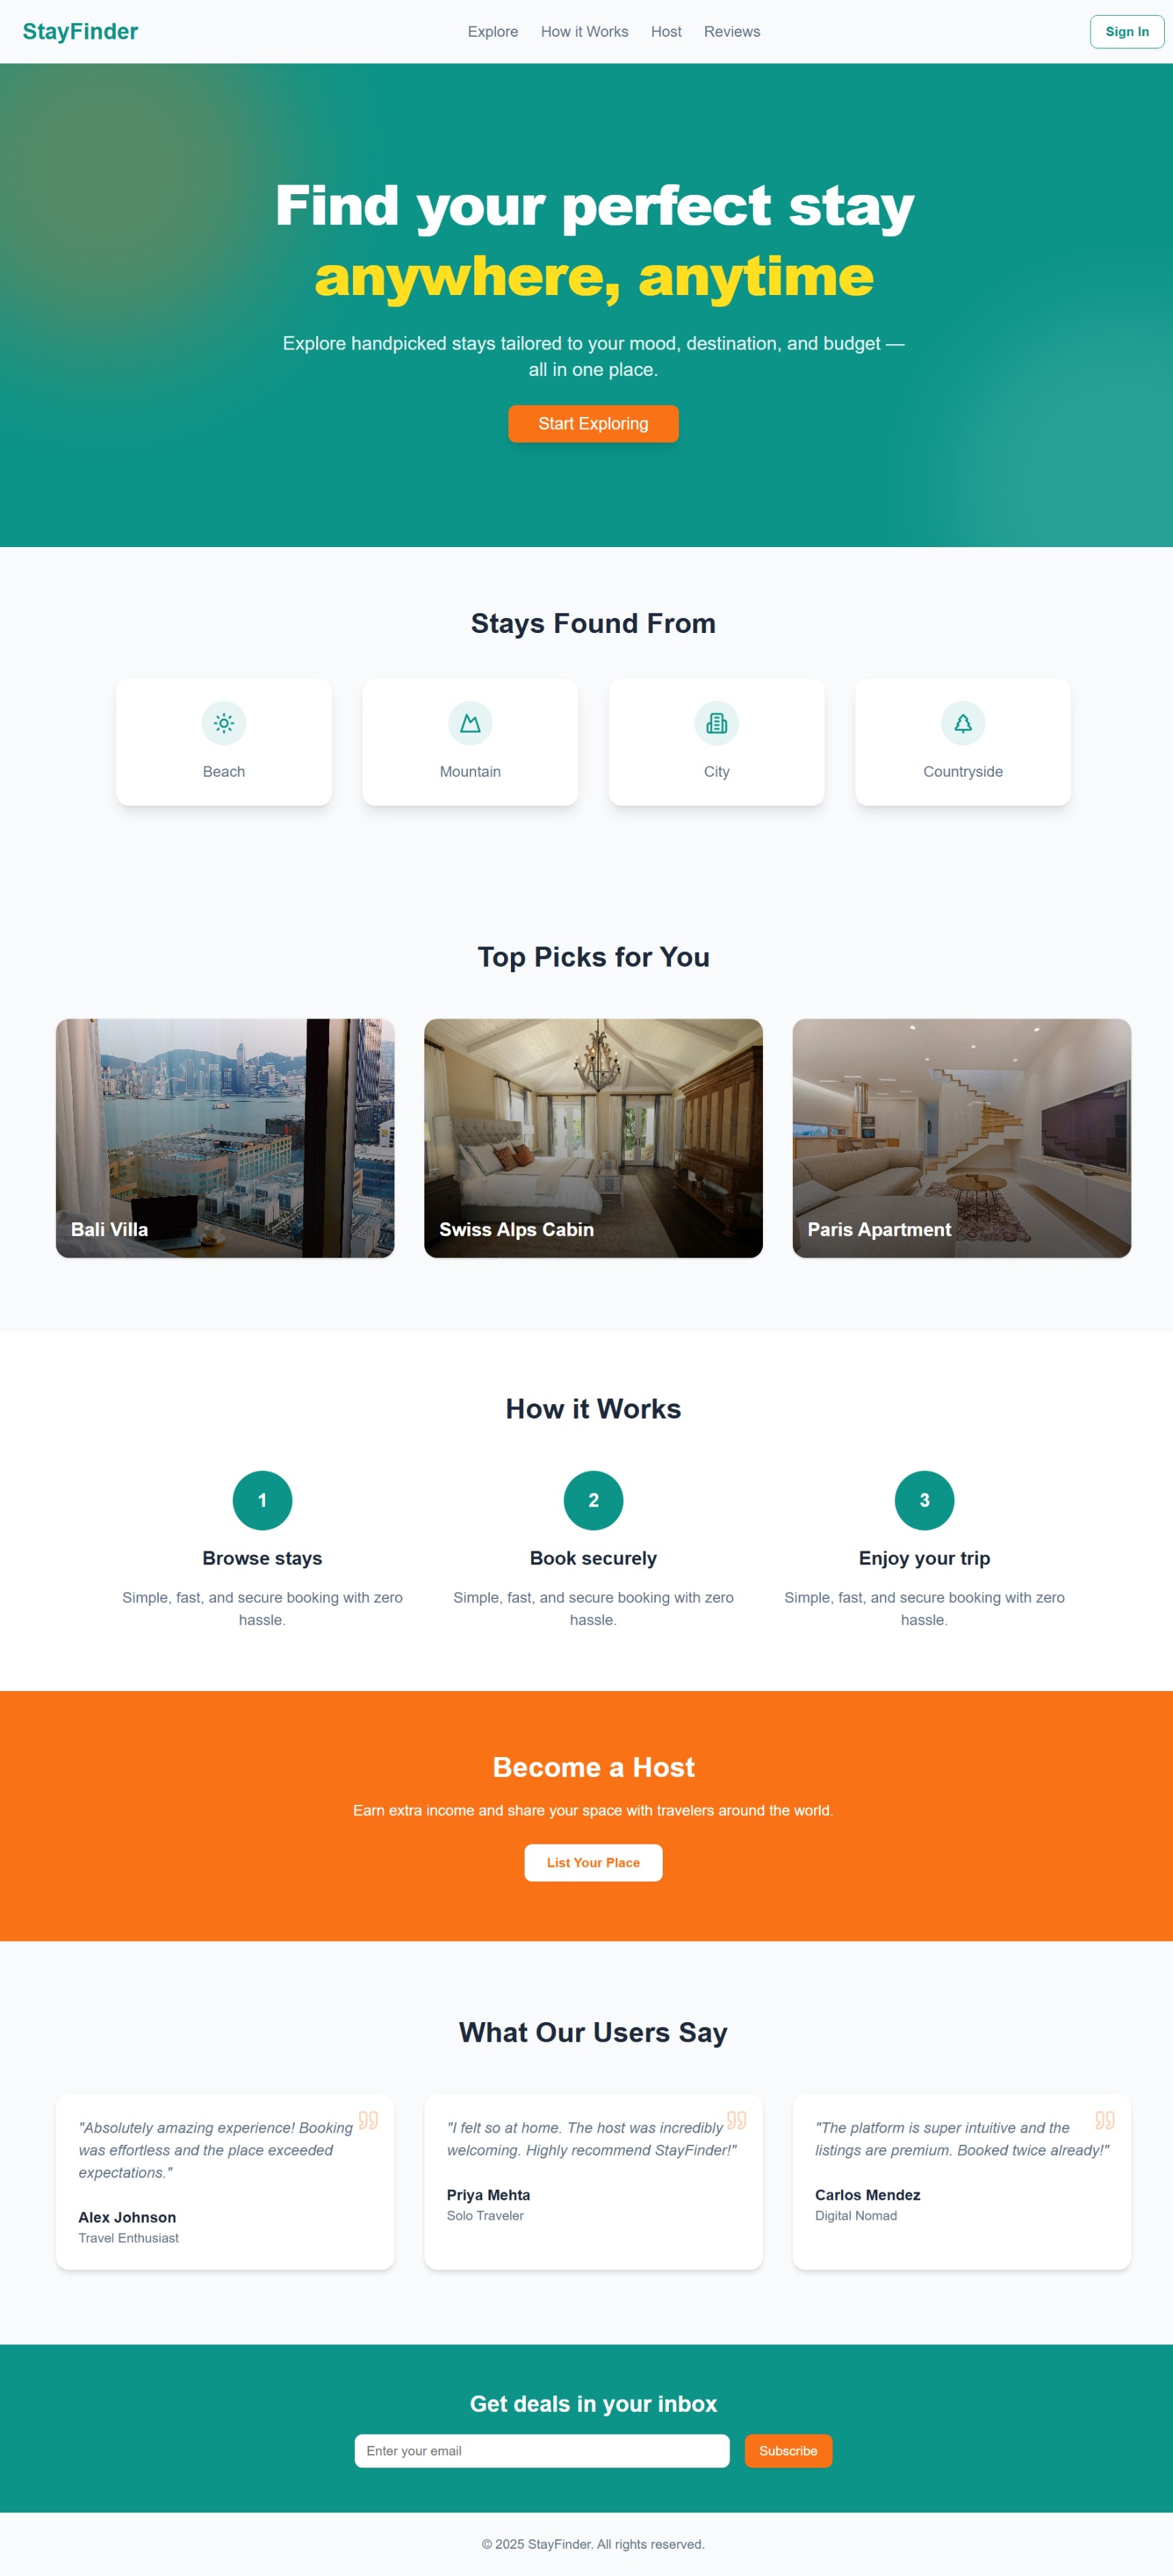 StayFinder
Explore
How it Works
Host
Reviews
Sign In
Find your perfect stay
anywhere, anytime
Explore handpicked stays tailored to your mood, destination, and budget —
all in one place.
Start Exploring
Stays Found From
Beach
Mountain
City
Countryside
Top Picks for You
Bali Villa
Swiss Alps Cabin
Paris Apartment
How it Works
1
Browse stays
Simple, fast, and secure booking with zero
hassle.
2
Book securely
Simple, fast, and secure booking with zero
hassle.
3
Enjoy your trip
Simple, fast, and secure booking with zero
hassle.
Become a Host
Earn extra income and share your space with travelers around the world.
List Your Place
What Our Users Say
"Absolutely amazing experience! Booking
was effortless and the place exceeded
expectations."
Alex Johnson
Travel Enthusiast
"I felt so at home. The host was incredibly
welcoming. Highly recommend StayFinder!"
Priya Mehta
Solo Traveler
"The platform is super intuitive and the
listings are premium. Booked twice already!"
Carlos Mendez
Digital Nomad
Get deals in your inbox
Enter your email
Subscribe
© 2025 StayFinder. All rights reserved.